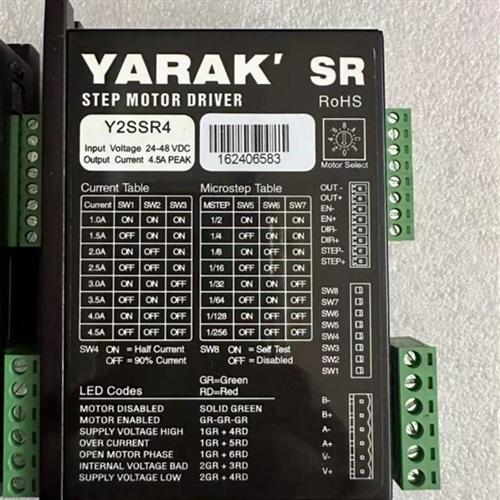 YARAK' SR
STEP MOTOR DRIVER
RoHS
Y2SSR4
Input Voltage 24-48 VDC
Output Current 4.5A PEAK
162406583
Motor Select
Current Table
Current SW1 SW2 SW3
1.0A ON ON ON
1.5A OFF ON ON
2.0A ON OFF ON
2.5A OFF OFF ON
3.0A ON ON OFF
3.5A OFF ON OFF
4.0A ON OFF OFF
4.5A OFF OFF OFF
SW4 ON = Half Current
OFF = 90% Current
Microstep Table
MSTEP SW5 SW6 SW7
1/2 ON ON ON
1/4 OFF ON ON
1/8 ON OFF ON
1/16 OFF OFF ON
1/32 ON ON OFF
1/64 OFF ON OFF
1/128 ON OFF OFF
1/256 OFF OFF OFF
SW8 ON = Self Test
OFF = Disabled
OUT -
OUT+
EN-
EN+
DIR-
DIR+
STEP-
STEP+
SW8
SW7
SW6
SW5
SW4
SW3
SW2
SW1
B-
B+
A-
A+
V-
V+
GR=Green
LED Codes RD=Red
MOTOR DISABLED SOLID GREEN
MOTOR ENABLED GR-GR-GR
SUPPLY VOLTAGE HIGH 1GR + 4RD
OVER CURRENT 1GR + 5RD
OPEN MOTOR PHASE 1GR + 6RD
INTERNAL VOLTAGE BAD 2GR + 3RD
SUPPLY VOLTAGE LOW 2GR + 4RD